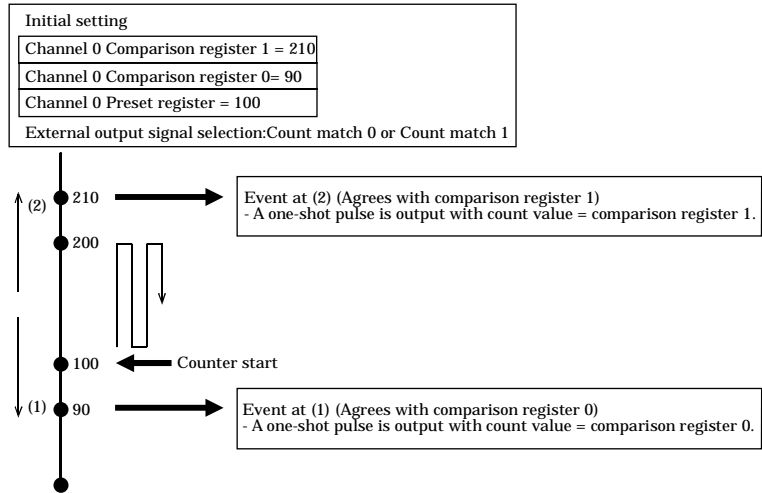 Initial setting
Channel 0 Comparison register 1 = 210
Channel 0 Comparison register 0= 90
Channel 0 Preset register = 100
External output signal selection:Count match 0 or Count match 1
(2) 210
Event at (2) (Agrees with comparison register 1)
- A one-shot pulse is output with count value = comparison register 1.
200
100 Counter start
(1) 90
Event at (1) (Agrees with comparison register 0)
- A one-shot pulse is output with count value = comparison register 0.